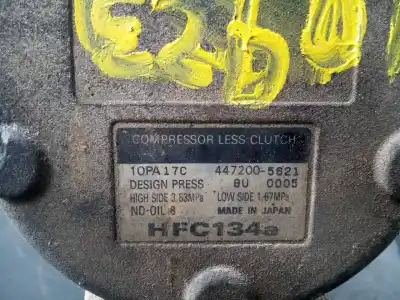 COMPRESSOR LESS CLUTCH
10PA17C 447200-5621
DESIGN PRESS 8U 0005
HIGH SIDE 3.53MPa LOW SIDE 1.67MPa
ND-OIL 8 MADE IN JAPAN
HFC134a